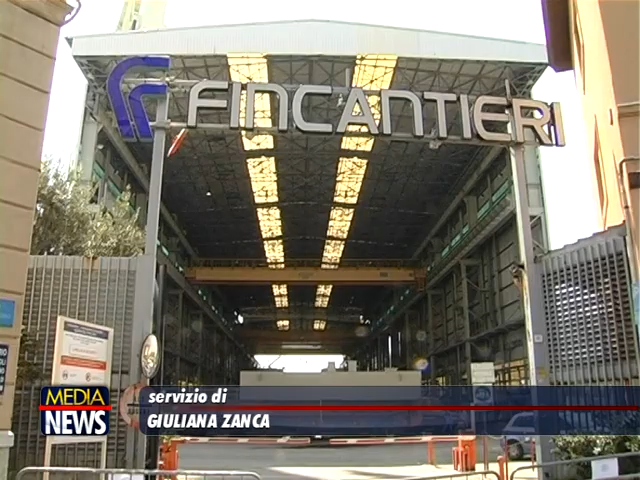 FINCANTIERI
servizio di
GIULIANA ZANCA
MEDIA
NEWS